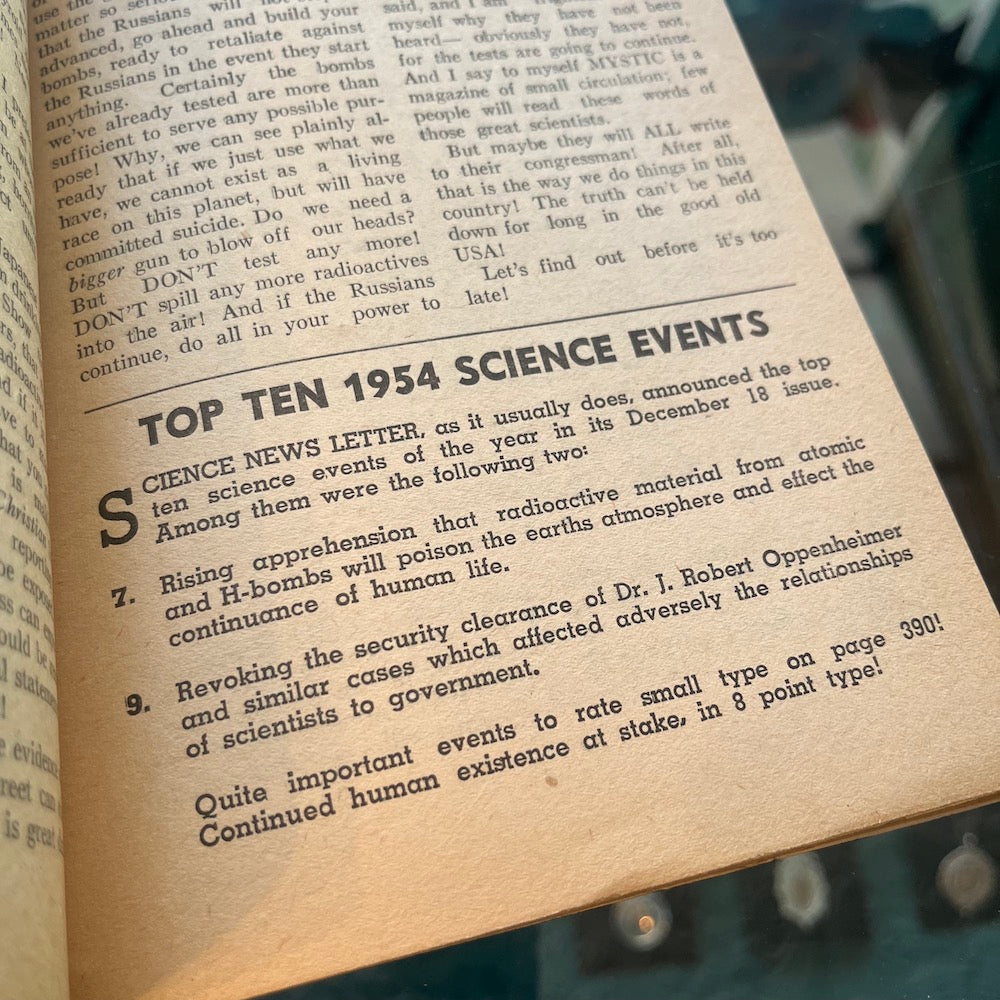 matter so
that the Russians will
advanced, go ahead and build your
bombs, ready to retaliate against
the Russians in the event they start
anything. Certainly the bombs
we've already tested are more than
sufficient to serve any possible pur-
pose! Why, we can see plainly al-
ready that if we just use what we
have, we cannot exist as a living
race on this planet, but will have
committed suicide. Do we need a
bigger gun to blow off our heads?
But DON'T test any more!
DON'T spill any more radioactives
into the air! And if the Russians
continue, do all in your power to
said, and I am
myself why they have not been
heard— obviously they have not,
for the tests are going to continue.
And I say to myself MYSTIC is a
magazine of small circulation; few
people will read these words of
those great scientists.
But maybe they will ALL write
to their congressman! After all,
that is the way we do things in this
country! The truth can't be held
down for long in the good old
USA!
Let's find out before it's too
late!
TOP TEN 1954 SCIENCE EVENTS
SCIENCE NEWS LETTER, as it usually does, announced the top
ten science events of the year in its December 18 issue.
Among them were the following two:
7. Rising apprehension that radioactive material from atomic
and H-bombs will poison the earths atmosphere and effect the
continuance of human life.
9. Revoking the security clearance of Dr. J. Robert Oppenheimer
and similar cases which affected adversely the relationships
of scientists to government.
Quite important events to rate small type on page 390!
Continued human existence at stake, in 8 point type!